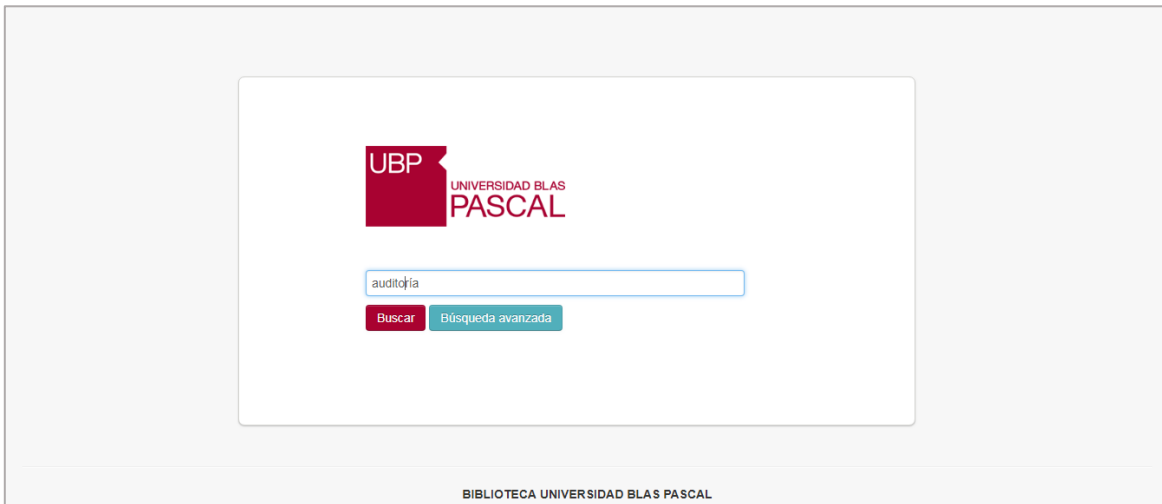 UBP
UNIVERSIDAD BLAS
PASCAL
auditoría
Buscar Búsqueda avanzada
BIBLIOTECA UNIVERSIDAD BLAS PASCAL